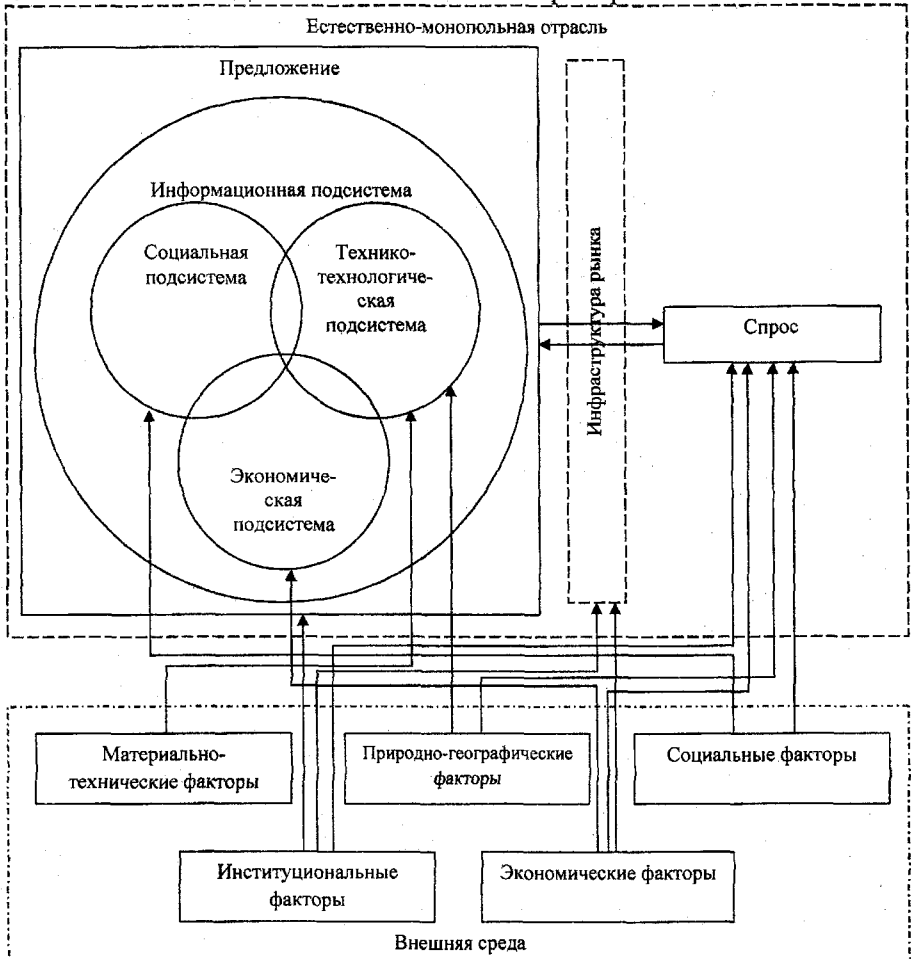 Естественно-монопольная отрасль
Предложение
Информационная подсистема
Социальная
подсистема
Технико-
технологиче-
ская
подсистема
Экономиче-
ская
подсистема
Инфраструктура рынка
Спрос
Материально-
технические факторы
Природно-географические
факторы
Социальные факторы
Институциональные
факторы
Экономические факторы
Внешняя среда